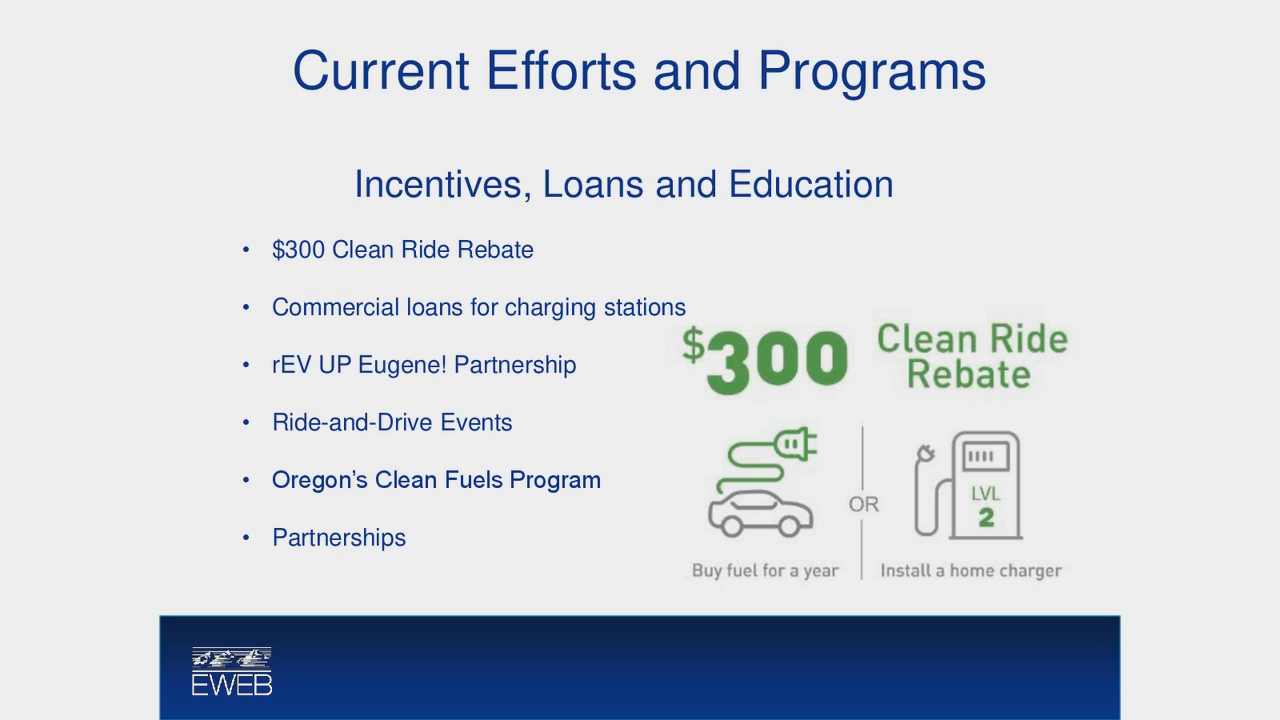 Current Efforts and Programs
Incentives, Loans and Education
• $300 Clean Ride Rebate
• Commercial loans for charging stations
• rEV UP Eugene! Partnership
• Ride-and-Drive Events
• Oregon’s Clean Fuels Program
• Partnerships
$300
Clean Ride
Rebate
OR
LVL
2
Buy fuel for a year
Install a home charger
EWEB